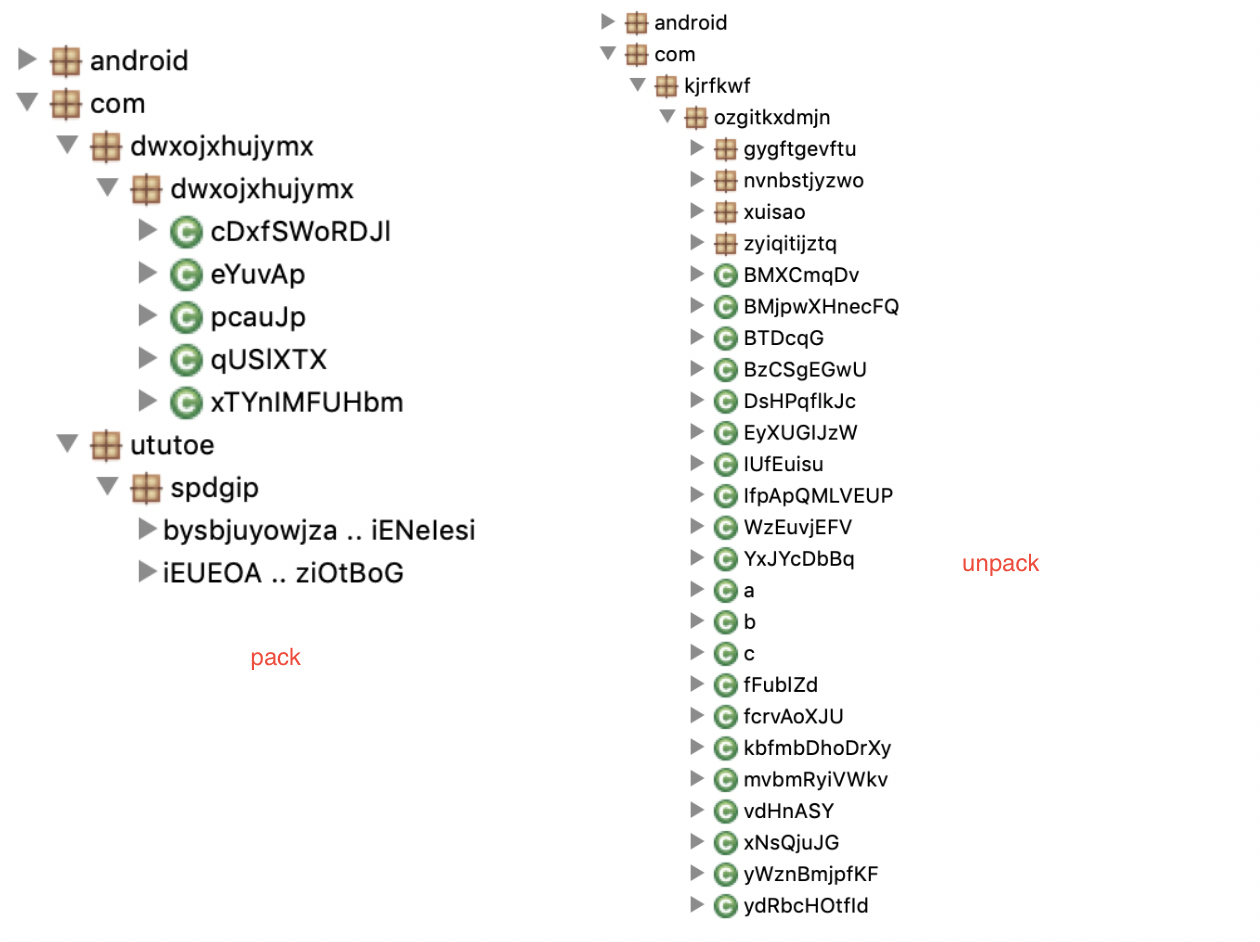 android
com
dwxojxhujymx
dwxojxhujymx
cDxfSWoRDJl
eYuvAp
pcauJp
qUSlXTX
xTYnIMFUHbm
ututoe
spdgip
bysbjuyowjza .. iENeIesi
iEUEOA .. ziOtBoG
pack
android
com
kjrfkwf
ozgitkxdmjn
gygftgevftu
nvnbstjyzwo
xuisao
zyiqitijztq
BMXCmqDv
BMjpwXHnecFQ
BTDcqG
BzCSgEGwU
DsHPqflkJc
EyXUGIJzW
IUfEuisu
IfpApQMLVEUP
WzEuvjEFV
YxJYcDbBq
a
b
c
fFublZd
fcrvAoXJU
kbfmbDhoDrXy
mvbmRyiVWkv
vdHnASY
xNsQjuJG
yWznBmjpfKF
ydRbcHOtfld
unpack